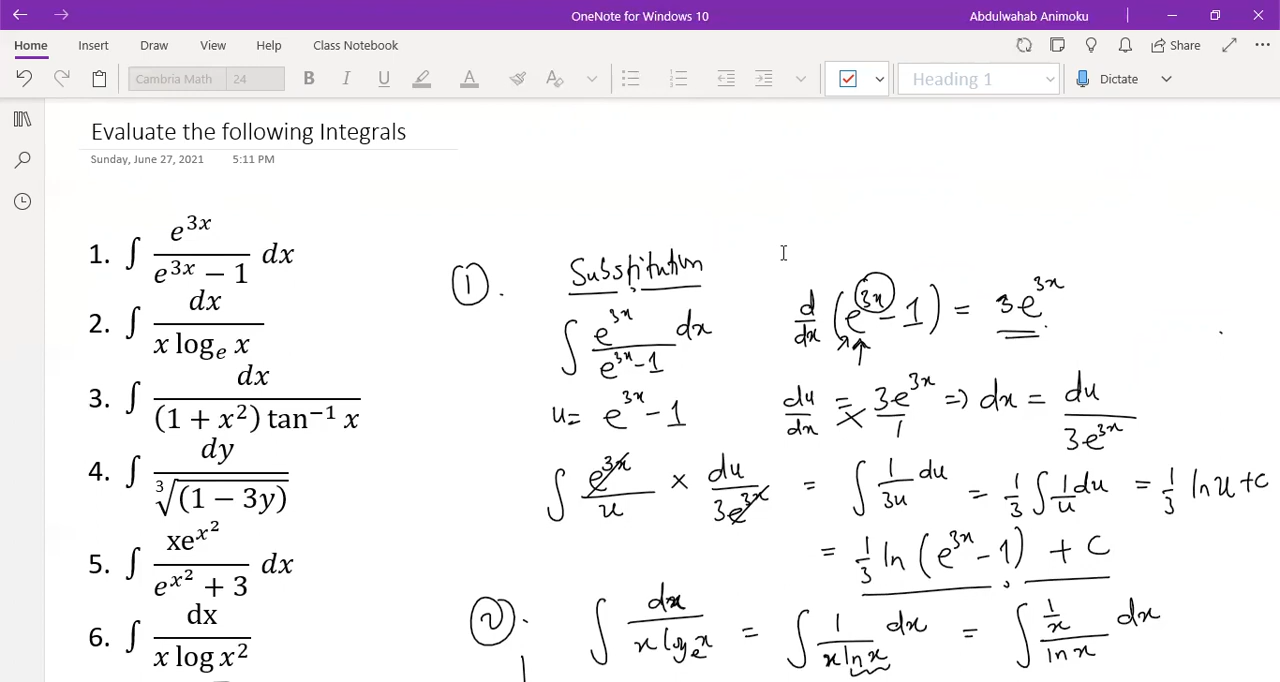 OneNote for Windows 10
Abdulwahab Animoku
Home Insert Draw View Help Class Notebook
Share
Cambria Math 24 B I U A A Heading 1 Dictate
Evaluate the following Integrals
Sunday, June 27, 2021 5:11 PM
1. ∫ e^{3x}/(e^{3x} − 1) dx
2. ∫ dx/(x log_e x)
3. ∫ dx/((1 + x²) tan⁻¹ x)
4. ∫ dy/∛(1 − 3y)
5. ∫ xe^{x²}/(e^{x²} + 3) dx
6. ∫ dx/(x log x²)
①. Substitution
∫ e^{3x}/(e^{3x}-1) dx d/dx (e^{3x} - 1) = 3e^{3x}
u = e^{3x} - 1 du/dx = 3e^{3x}/1 => dx = du/3e^{3x}
∫ e^{3x}/u × du/3e^{3x} = ∫ 1/3u du = 1/3 ∫ 1/u du = 1/3 ln u + c
= 1/3 ln (e^{3x} - 1) + C
②. ∫ dx/(x log_e x) = ∫ 1/(x ln x) dx = ∫ (1/x)/(ln x) dx